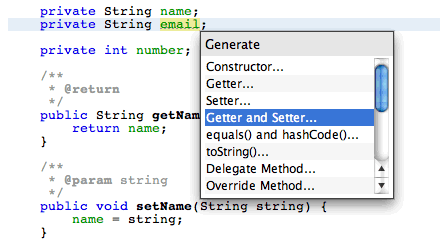 private String name;
private String email;
Generate
private int number;
Constructor...
Getter...
Setter...
Getter and Setter...
equals() and hashCode()...
toString()...
Delegate Method...
Override Method...
/**
* @return
*/
public String getNam
return name;
}
/**
* @param string
*/
public void setName(String string) {
name = string;
}